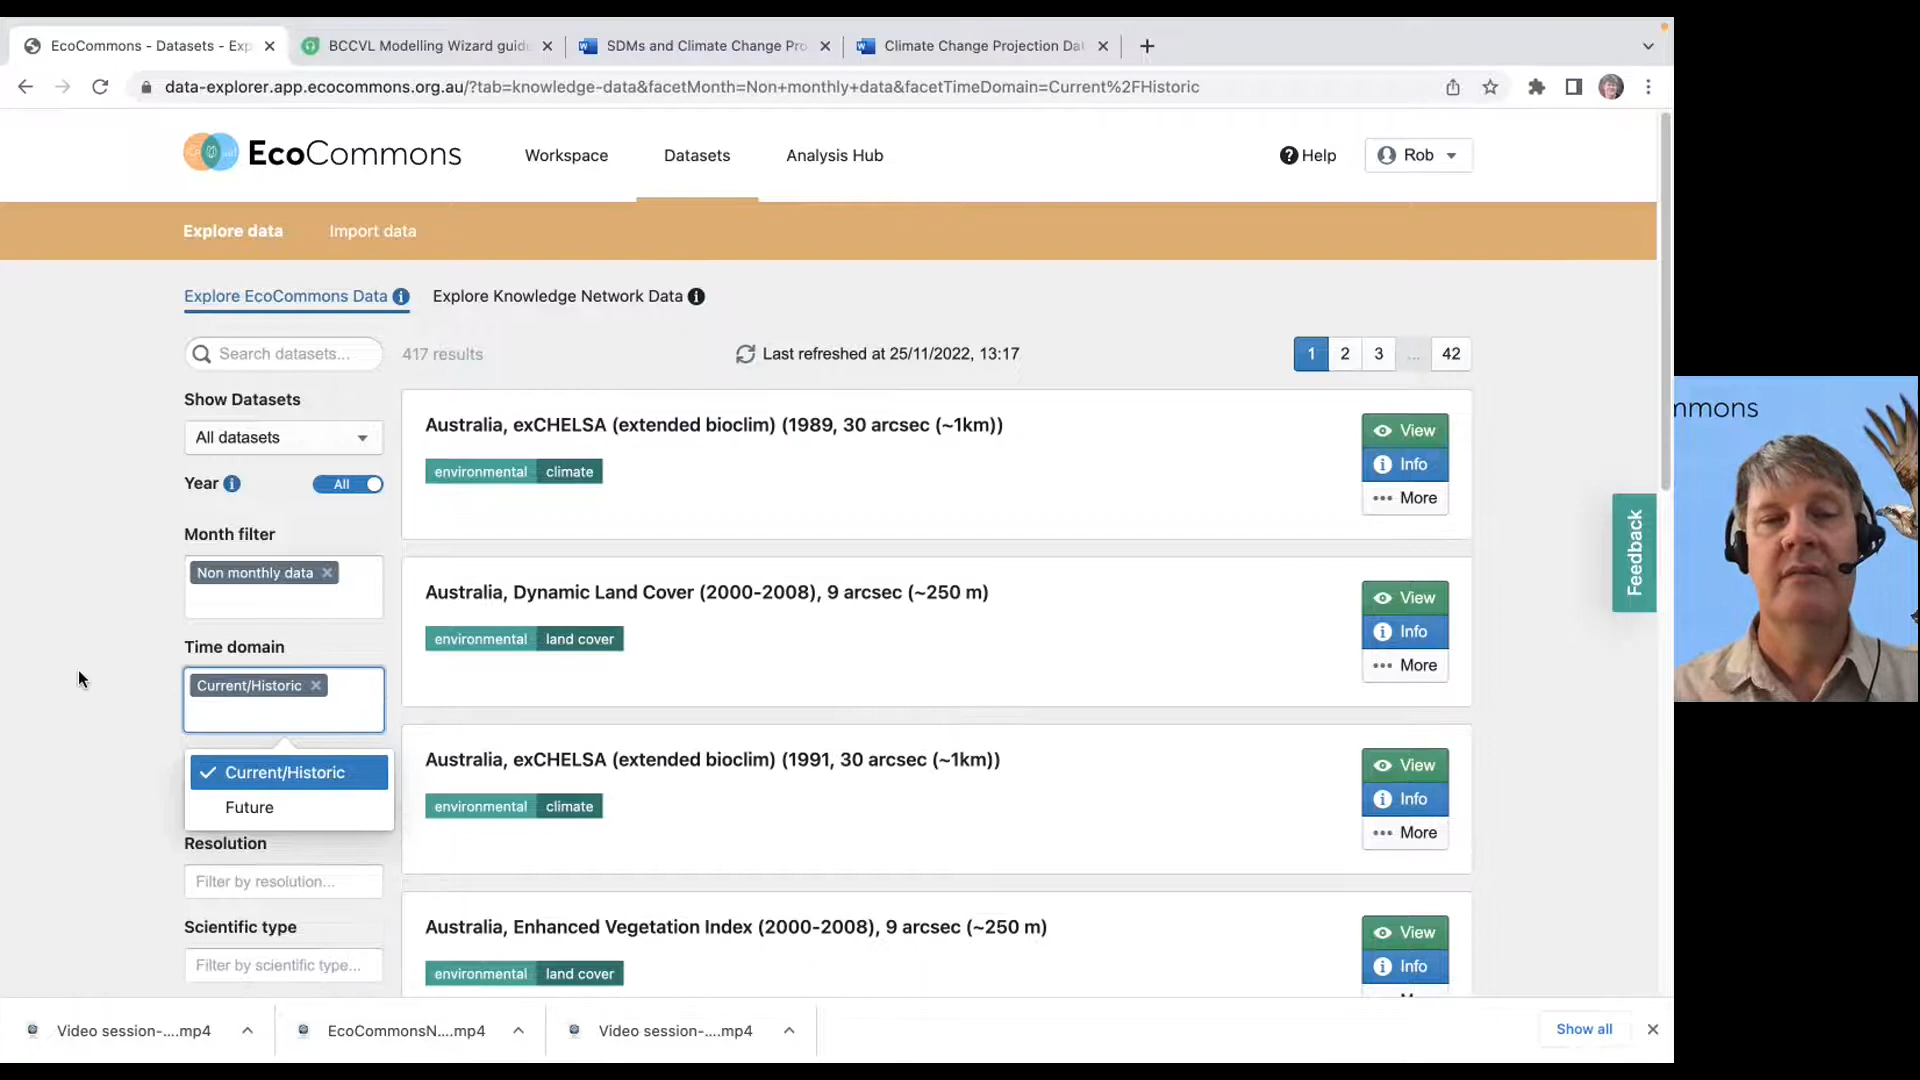 EcoCommons - Datasets - Exp
BCCVL Modelling Wizard guid
SDMs and Climate Change Pro
Climate Change Projection Da
data-explorer.app.ecocommons.org.au/?tab=knowledge-data&facetMonth=Non+monthly+data&facetTimeDomain=Current%2FHistoric
EcoCommons
Workspace
Datasets
Analysis Hub
Help
Rob
Explore data
Import data
Explore EcoCommons Data
Explore Knowledge Network Data
Search datasets...
417 results
Last refreshed at 25/11/2022, 13:17
1 2 3 ... 42
Show Datasets
All datasets
Year
All
Month filter
Non monthly data
Time domain
Current/Historic
Current/Historic
Future
Resolution
Filter by resolution...
Scientific type
Filter by scientific type...
Australia, exCHELSA (extended bioclim) (1989, 30 arcsec (~1km))
environmental climate
View
Info
More
Australia, Dynamic Land Cover (2000-2008), 9 arcsec (~250 m)
environmental land cover
View
Info
More
Australia, exCHELSA (extended bioclim) (1991, 30 arcsec (~1km))
environmental climate
View
Info
More
Australia, Enhanced Vegetation Index (2000-2008), 9 arcsec (~250 m)
environmental land cover
View
Info
Feedback
mmons
Video session-....mp4
EcoCommonsN....mp4
Video session-....mp4
Show all